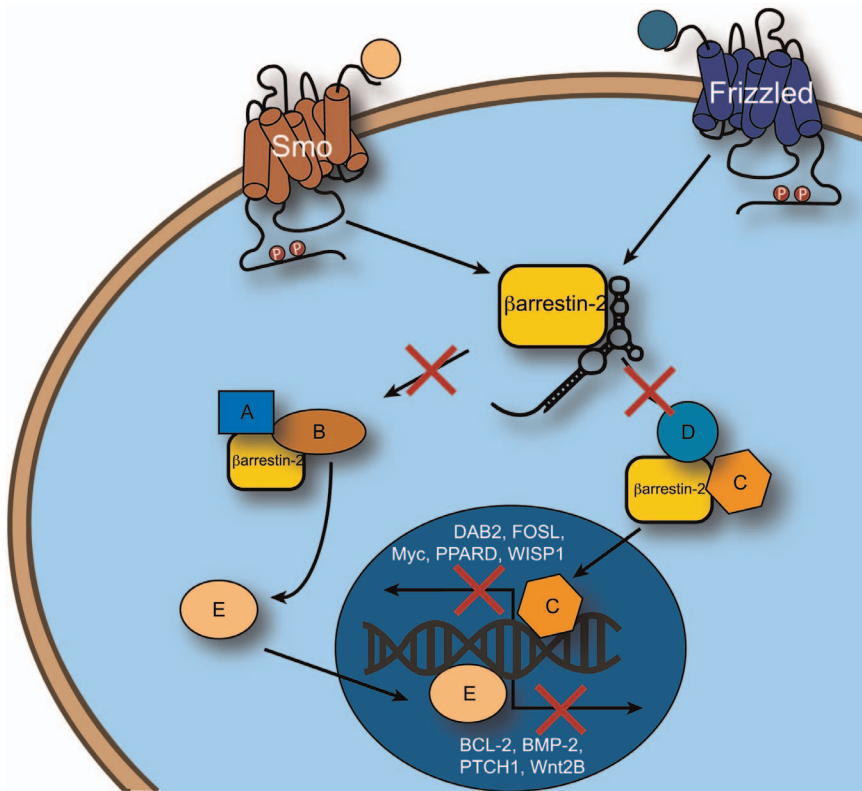 Smo
Frizzled
P P
P P
βarrestin-2
A
B
βarrestin-2
D
C
βarrestin-2
DAB2, FOSL,
Myc, PPARD, WISP1
C
E
E
BCL-2, BMP-2,
PTCH1, Wnt2B